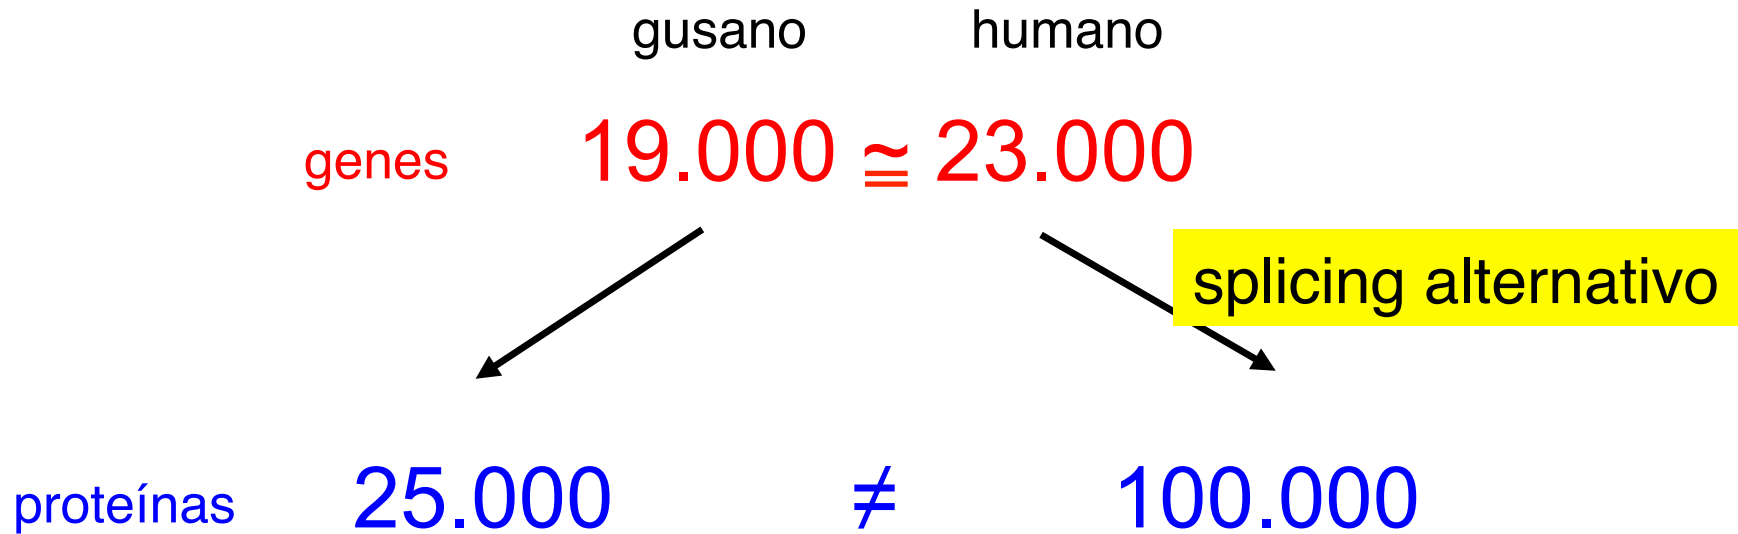 gusano humano
genes 19.000 ≅ 23.000
splicing alternativo
proteínas 25.000 ≠ 100.000